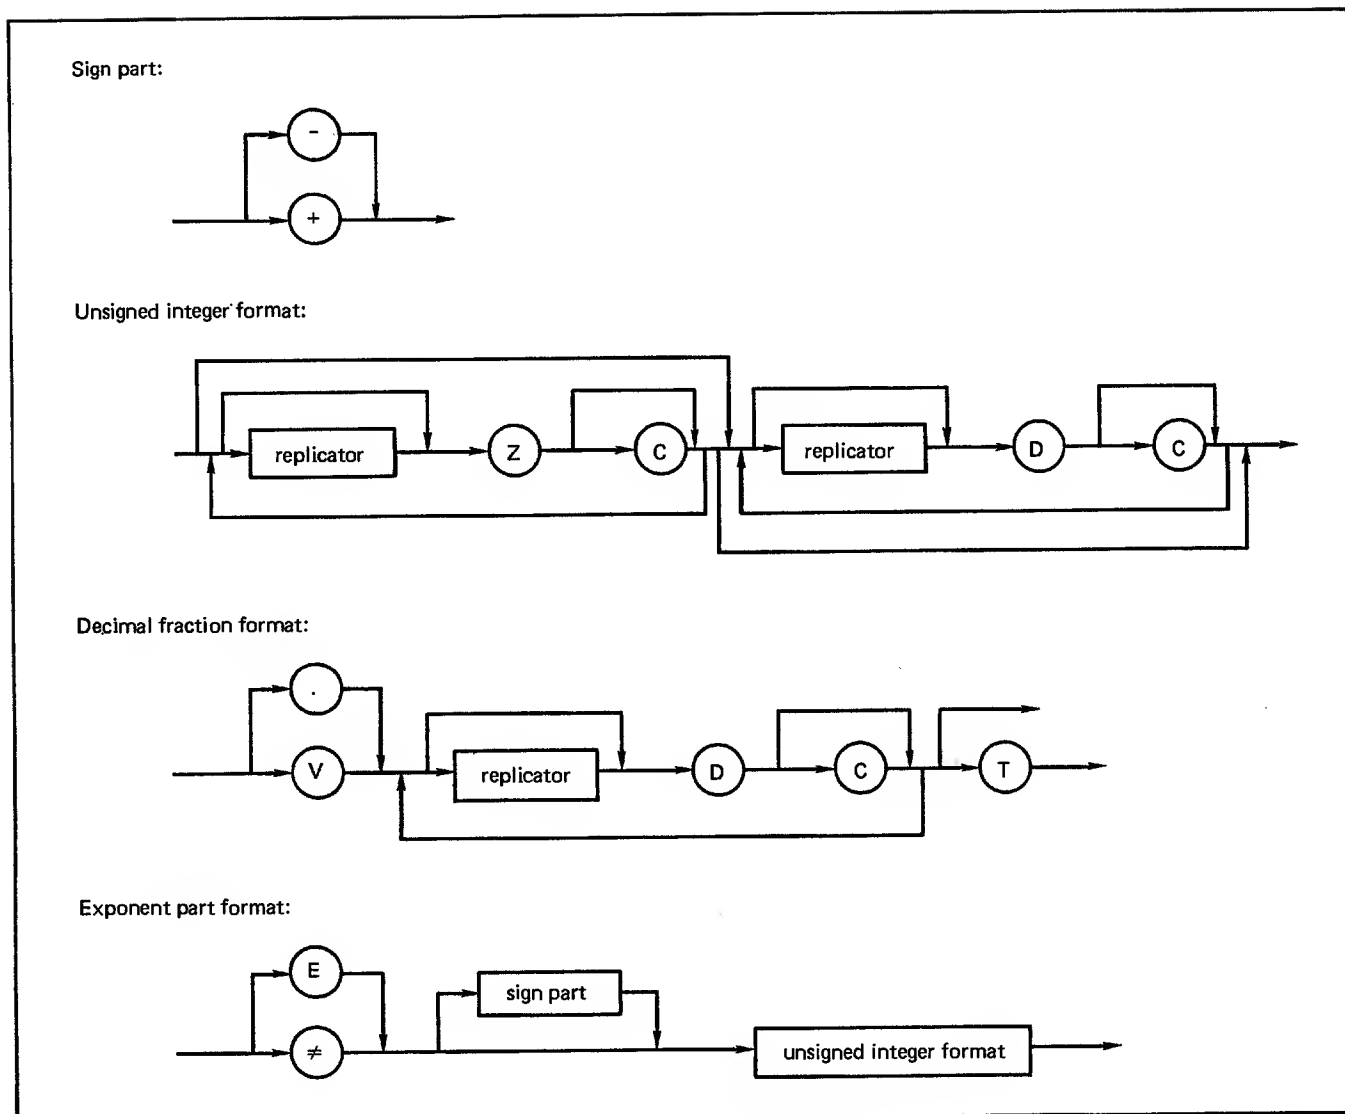 Sign part:
-
+
Unsigned integer format:
replicator Z C replicator D C
Decimal fraction format:
.
V replicator D C T
Exponent part format:
E
sign part
≠ unsigned integer format